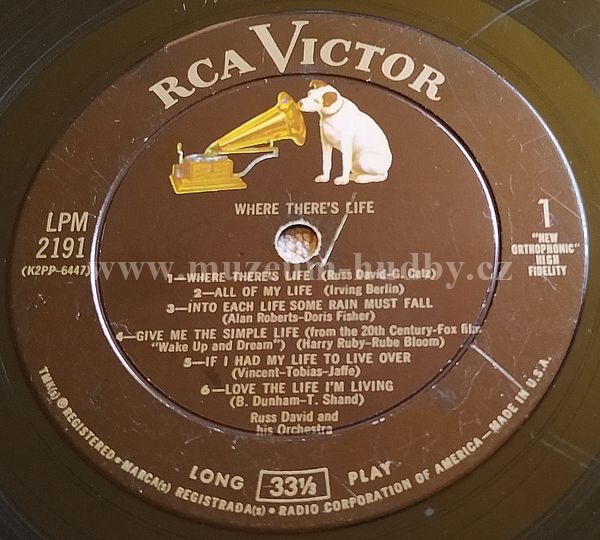 RCA VICTOR
WHERE THERE'S LIFE
LPM
2191
(K2PP-6447)
1
"NEW
ORTHOPHONIC"
HIGH
FIDELITY
www.muzeum-hudby.cz
1—WHERE THERE'S LIFE (Russ David-G. Cutz)
2—ALL OF MY LIFE (Irving Berlin)
3—INTO EACH LIFE SOME RAIN MUST FALL
(Alan Roberts-Doris Fisher)
4—GIVE ME THE SIMPLE LIFE (from the 20th Century-Fox film
"Wake Up and Dream") (Harry Ruby-Rube Bloom)
5—IF I HAD MY LIFE TO LIVE OVER
(Vincent-Tobias-Jaffe)
6—LOVE THE LIFE I'M LIVING
(B. Dunham-T. Shand)
Russ David and
his Orchestra
LONG 33⅓ PLAY
TMK(s) ® REGISTERED • MARCA(s) REGISTRADA(s) • RADIO CORPORATION OF AMERICA—MADE IN U.S.A.